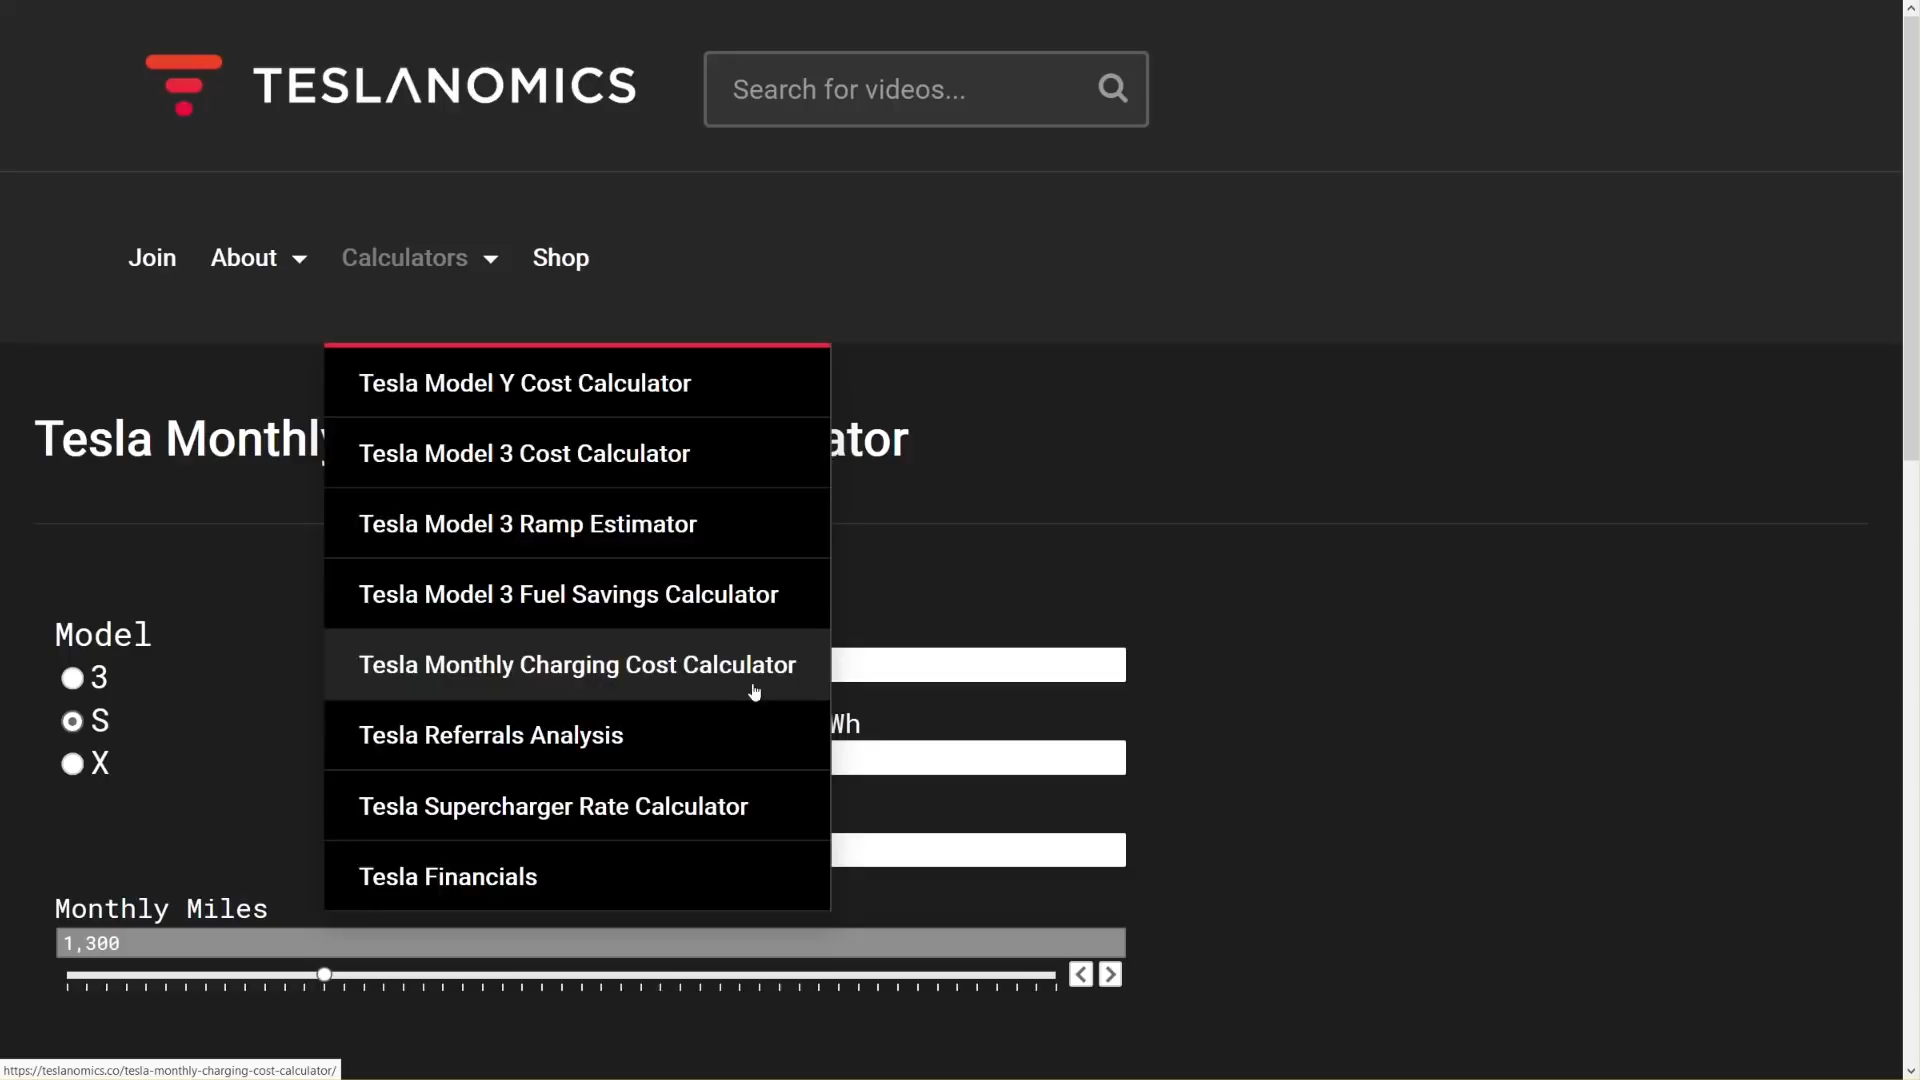 TESLANOMICS
Search for videos...
Join About Calculators Shop
Tesla Model Y Cost Calculator
Tesla Model 3 Cost Calculator
Tesla Model 3 Ramp Estimator
Tesla Model 3 Fuel Savings Calculator
Tesla Monthly Charging Cost Calculator
Tesla Referrals Analysis
Tesla Supercharger Rate Calculator
Tesla Financials
Tesla Monthly ator
Model
3
S
X
Wh
Monthly Miles
1,300
https://teslanomics.co/tesla-monthly-charging-cost-calculator/